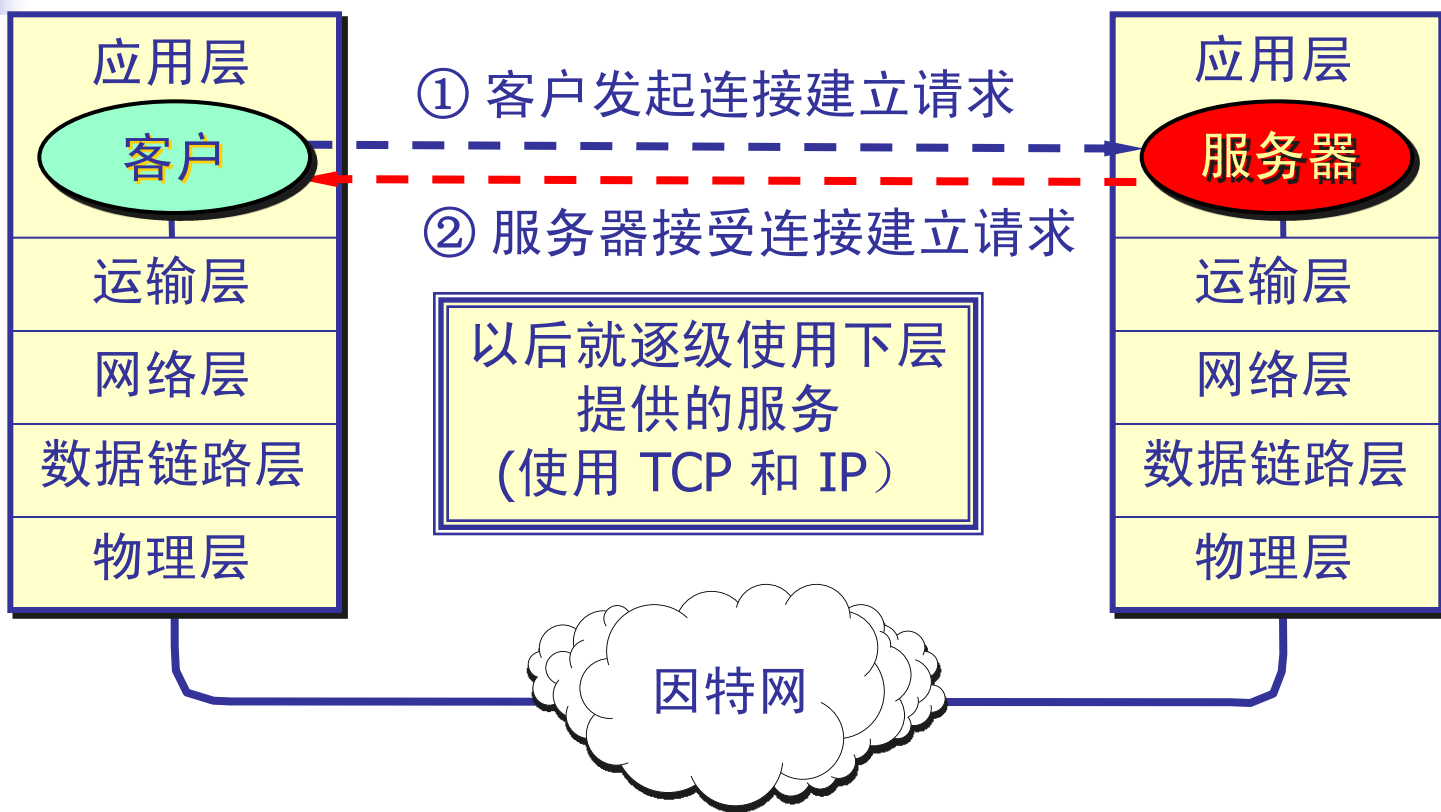 应用层
客户
运输层
网络层
数据链路层
物理层
① 客户发起连接建立请求
② 服务器接受连接建立请求
以后就逐级使用下层
提供的服务
(使用 TCP 和 IP）
因特网
应用层
服务器
运输层
网络层
数据链路层
物理层